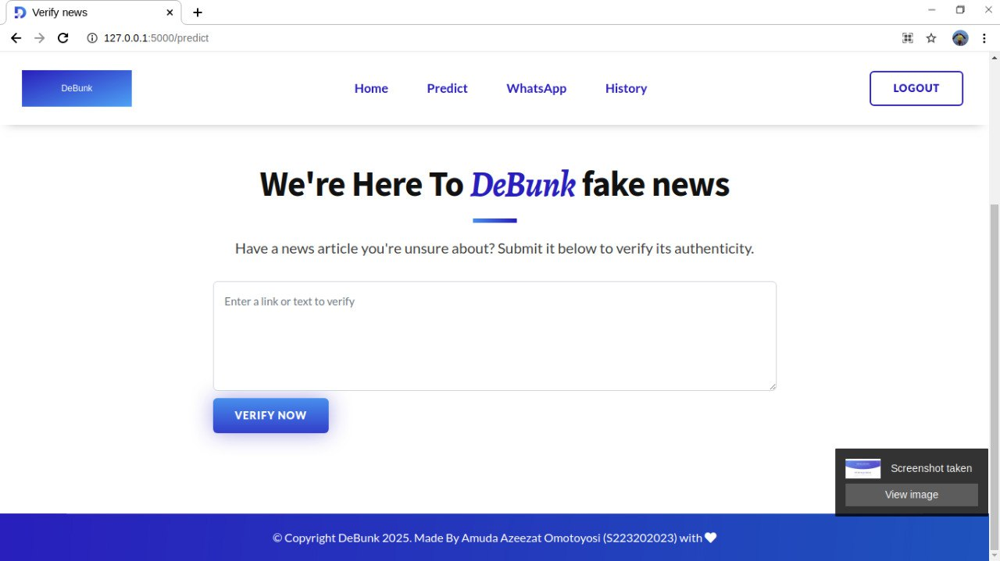 Verify news
127.0.0.1:5000/predict
DeBunk
Home Predict WhatsApp History
LOGOUT
We're Here To DeBunk fake news
Have a news article you're unsure about? Submit it below to verify its authenticity.
Enter a link or text to verify
VERIFY NOW
Screenshot taken
View image
© Copyright DeBunk 2025. Made By Amuda Azeezat Omotoyosi (S223202023) with